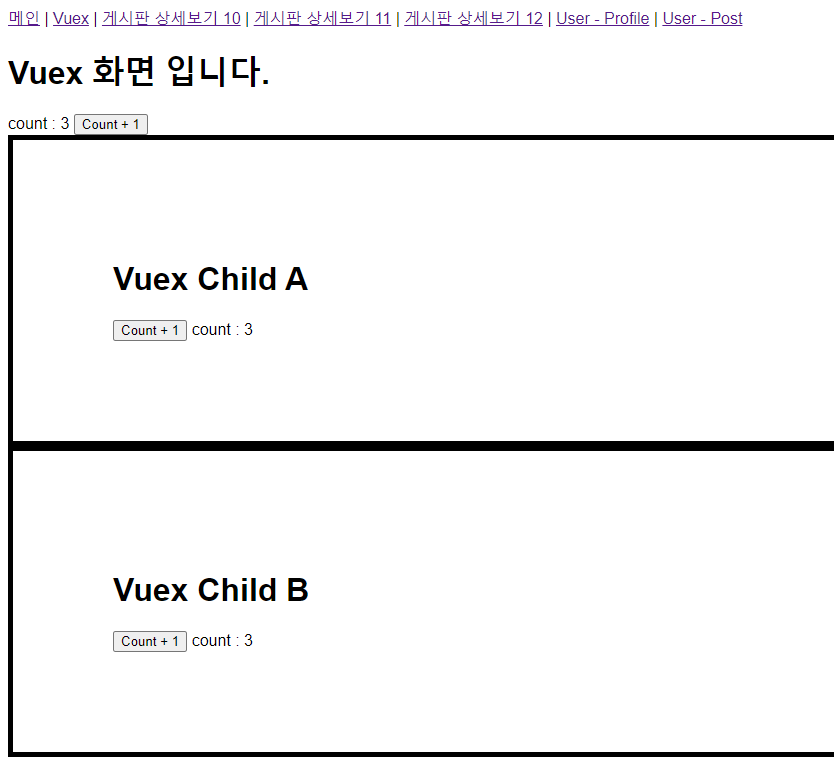 메인 | Vuex | 게시판 상세보기 10 | 게시판 상세보기 11 | 게시판 상세보기 12 | User - Profile | User - Post
Vuex 화면 입니다.
count : 3 Count + 1
Vuex Child A
Count + 1 count : 3
Vuex Child B
Count + 1 count : 3